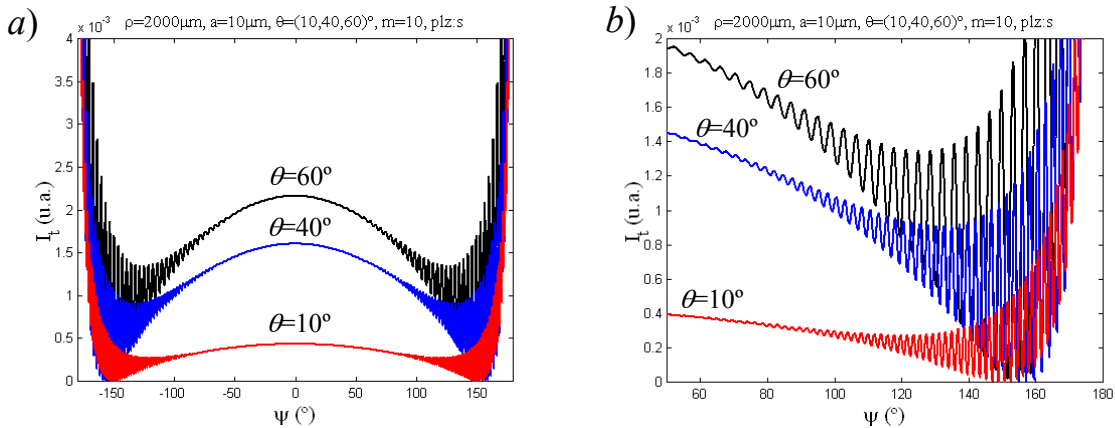 a)
ρ=2000µm, a=10µm, θ=(10,40,60)º, m=10, plz:s
x 10⁻³
4
3.5
3
2.5
2
1.5
1
0.5
0
I_t (u.a.)
θ=60º
θ=40º
θ=10º
-150 -100 -50 0 50 100 150
Ψ (°)
b)
ρ=2000µm, a=10µm, θ=(10,40,60)º, m=10, plz:s
x 10⁻³
2
1.8
1.6
1.4
1.2
1
0.8
0.6
0.4
0.2
0
I_t (u.a.)
θ=60º
θ=40º
θ=10º
60 80 100 120 140 160 180
Ψ (°)